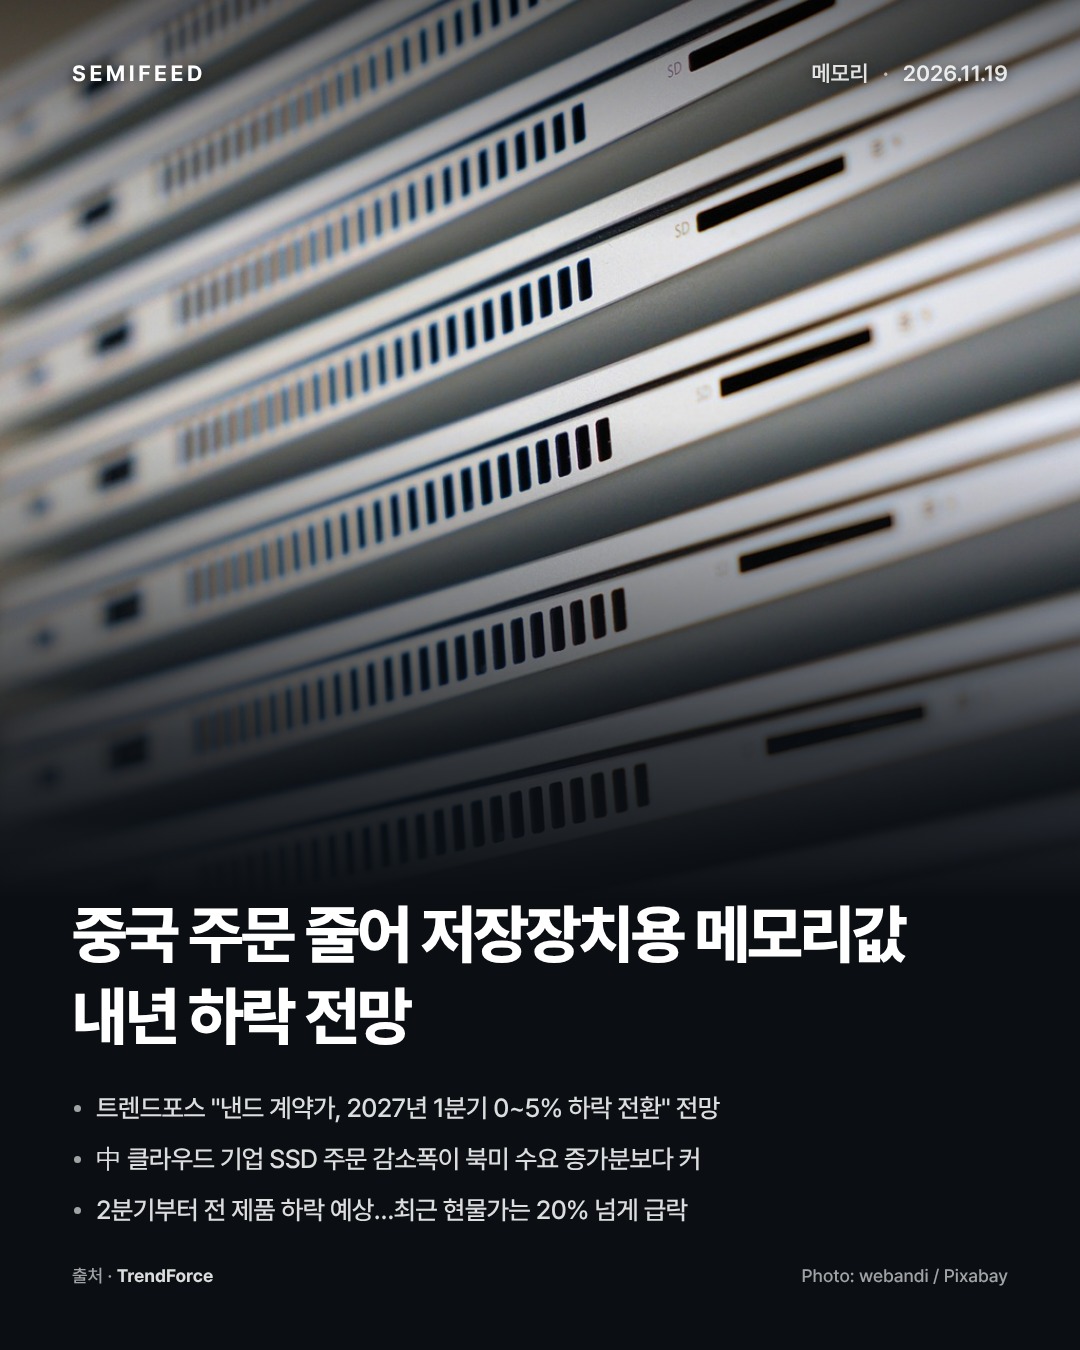 SEMIFEED
메모리 · 2026.11.19
SD
SD
SD
중국 주문 줄어 저장장치용 메모리값
내년 하락 전망
• 트렌드포스 "낸드 계약가, 2027년 1분기 0~5% 하락 전환" 전망
• 中 클라우드 기업 SSD 주문 감소폭이 북미 수요 증가분보다 커
• 2분기부터 전 제품 하락 예상...최근 현물가는 20% 넘게 급락
출처 · TrendForce
Photo: webandi / Pixabay